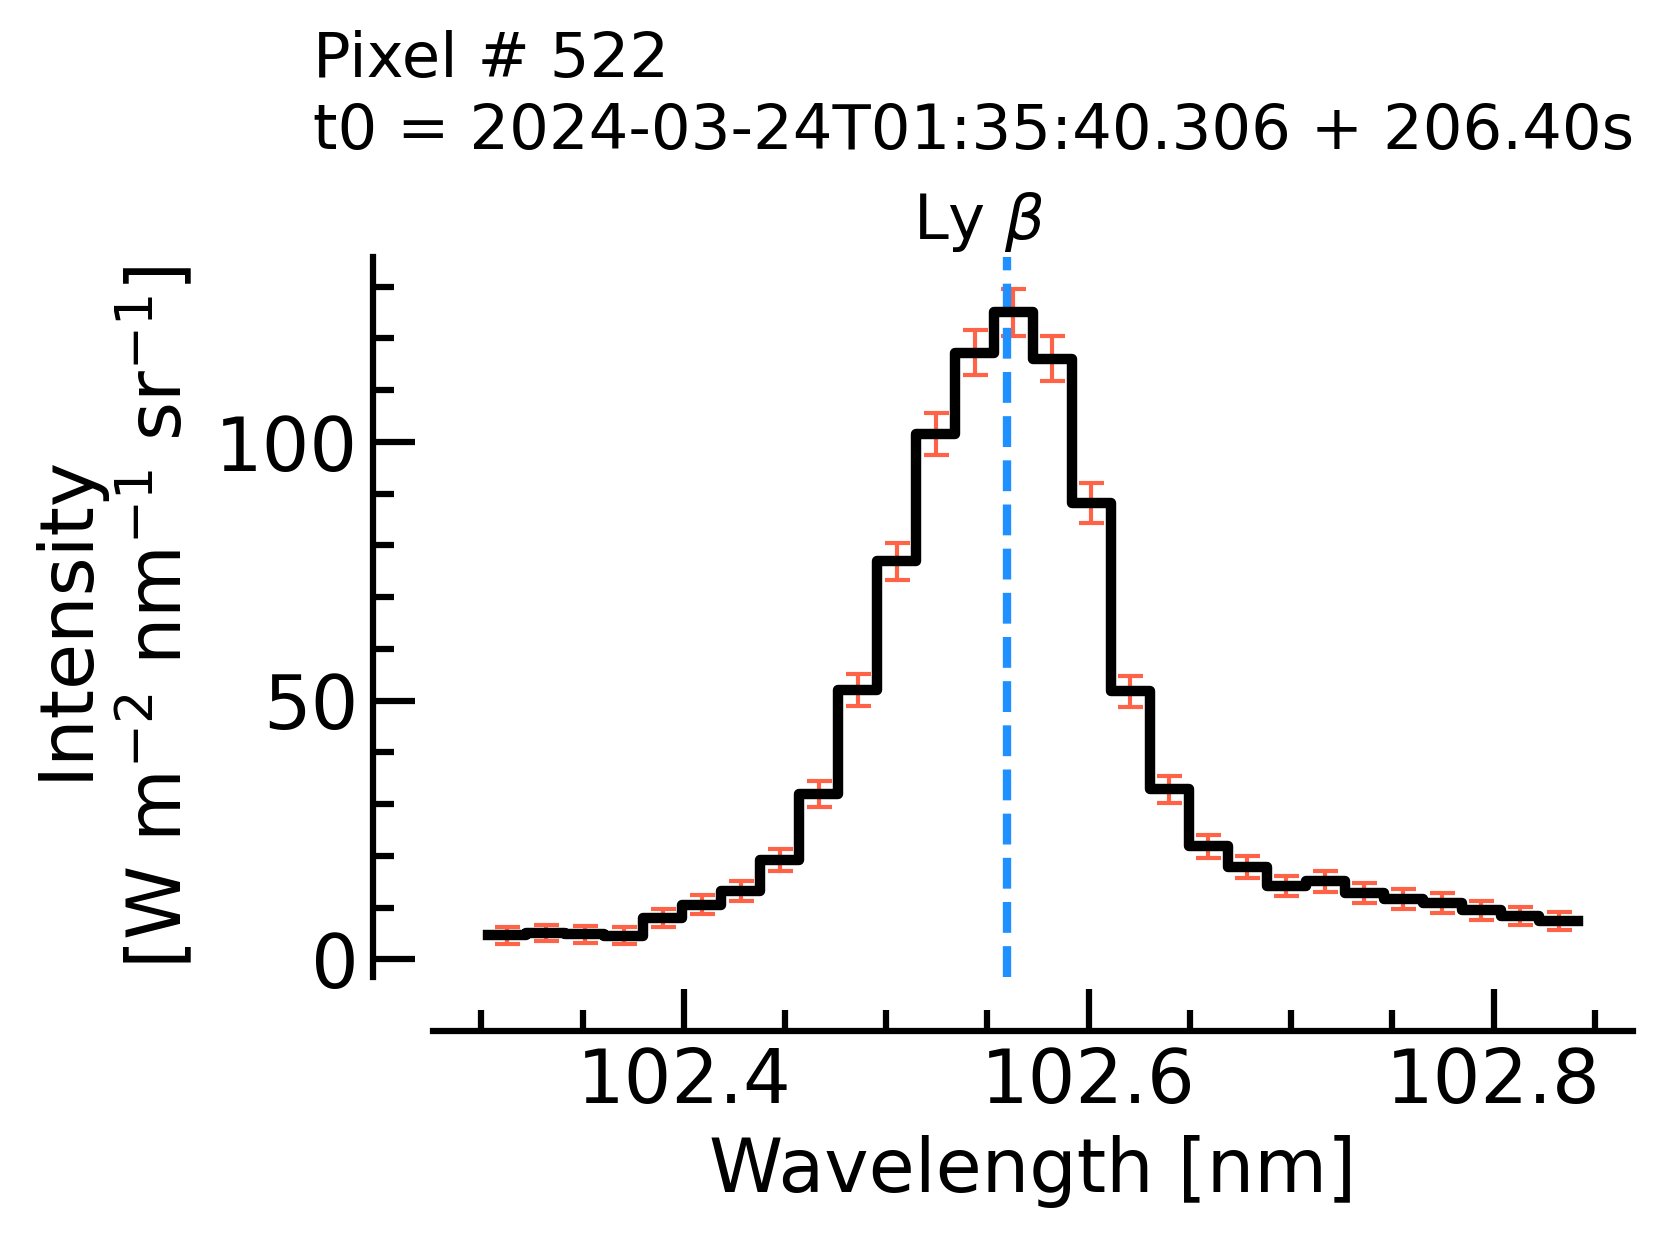 Pixel # 522
t0 = 2024-03-24T01:35:40.306 + 206.40s
Ly β
Intensity
[W m⁻² nm⁻¹ sr⁻¹]
100
50
0
102.4 102.6 102.8
Wavelength [nm]